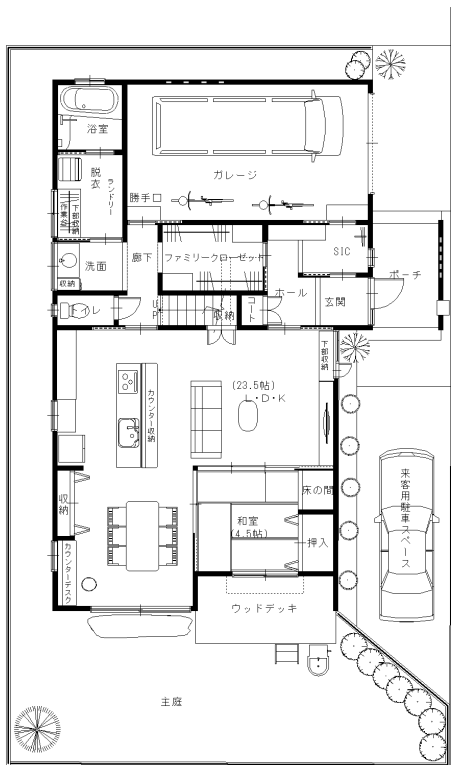 浴室
ガレージ
脱衣
ランドリー
下部収納
作業台
勝手口
SIC
洗面
収納
廊下
ファミリークローゼット
ポーチ
ホール
玄関
トイレ
UP
収納
コート
下部収納
(23.5帖)
L・D・K
カウンター収納
来客用駐車スペース
収納
床の間
和室
(4.5帖)
押入
カウンターデスク
ウッドデッキ
主庭